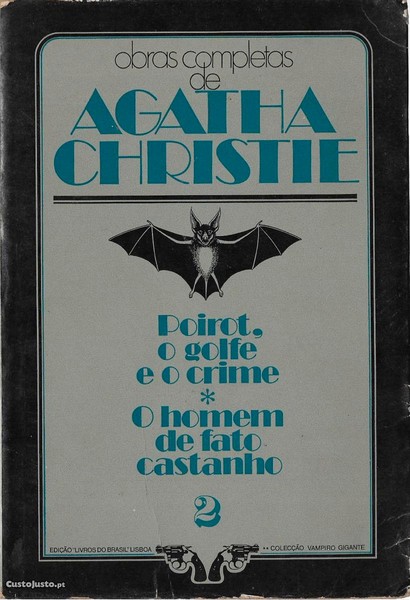 obras completas
de
AGATHA
CHRISTIE
Poirot,
o golfe
e o crime
*
O homem
de fato
castanho
2
EDIÇÃO "LIVROS DO BRASIL" LISBOA
** COLECÇÃO VAMPIRO GIGANTE
CustoJusto.pt